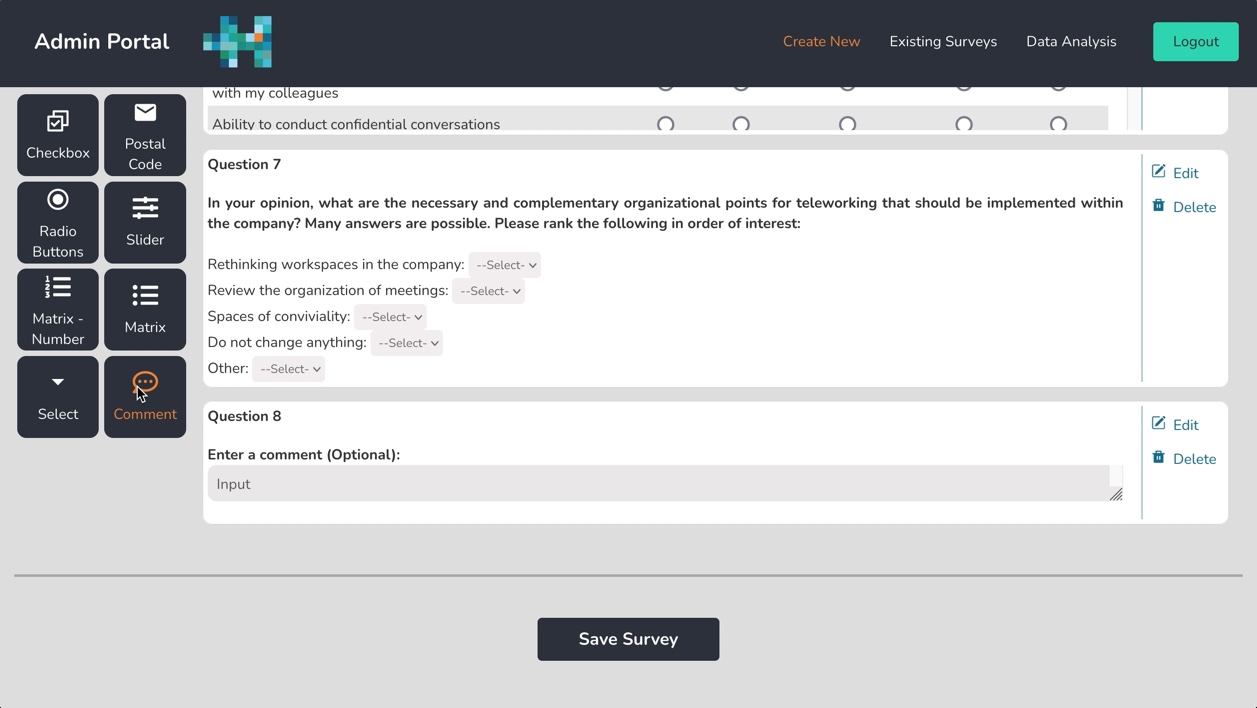 Admin Portal
Create New
Existing Surveys
Data Analysis
Logout
Checkbox
Postal
Code
Radio
Buttons
Slider
Matrix -
Number
Matrix
Select
Comment
with my colleagues
Ability to conduct confidential conversations
Question 7
Edit
Delete
In your opinion, what are the necessary and complementary organizational points for teleworking that should be implemented within
the company? Many answers are possible. Please rank the following in order of interest:
Rethinking workspaces in the company: --Select-
Review the organization of meetings: --Select-
Spaces of conviviality: --Select-
Do not change anything: --Select-
Other: --Select-
Question 8
Edit
Delete
Enter a comment (Optional):
Input
Save Survey